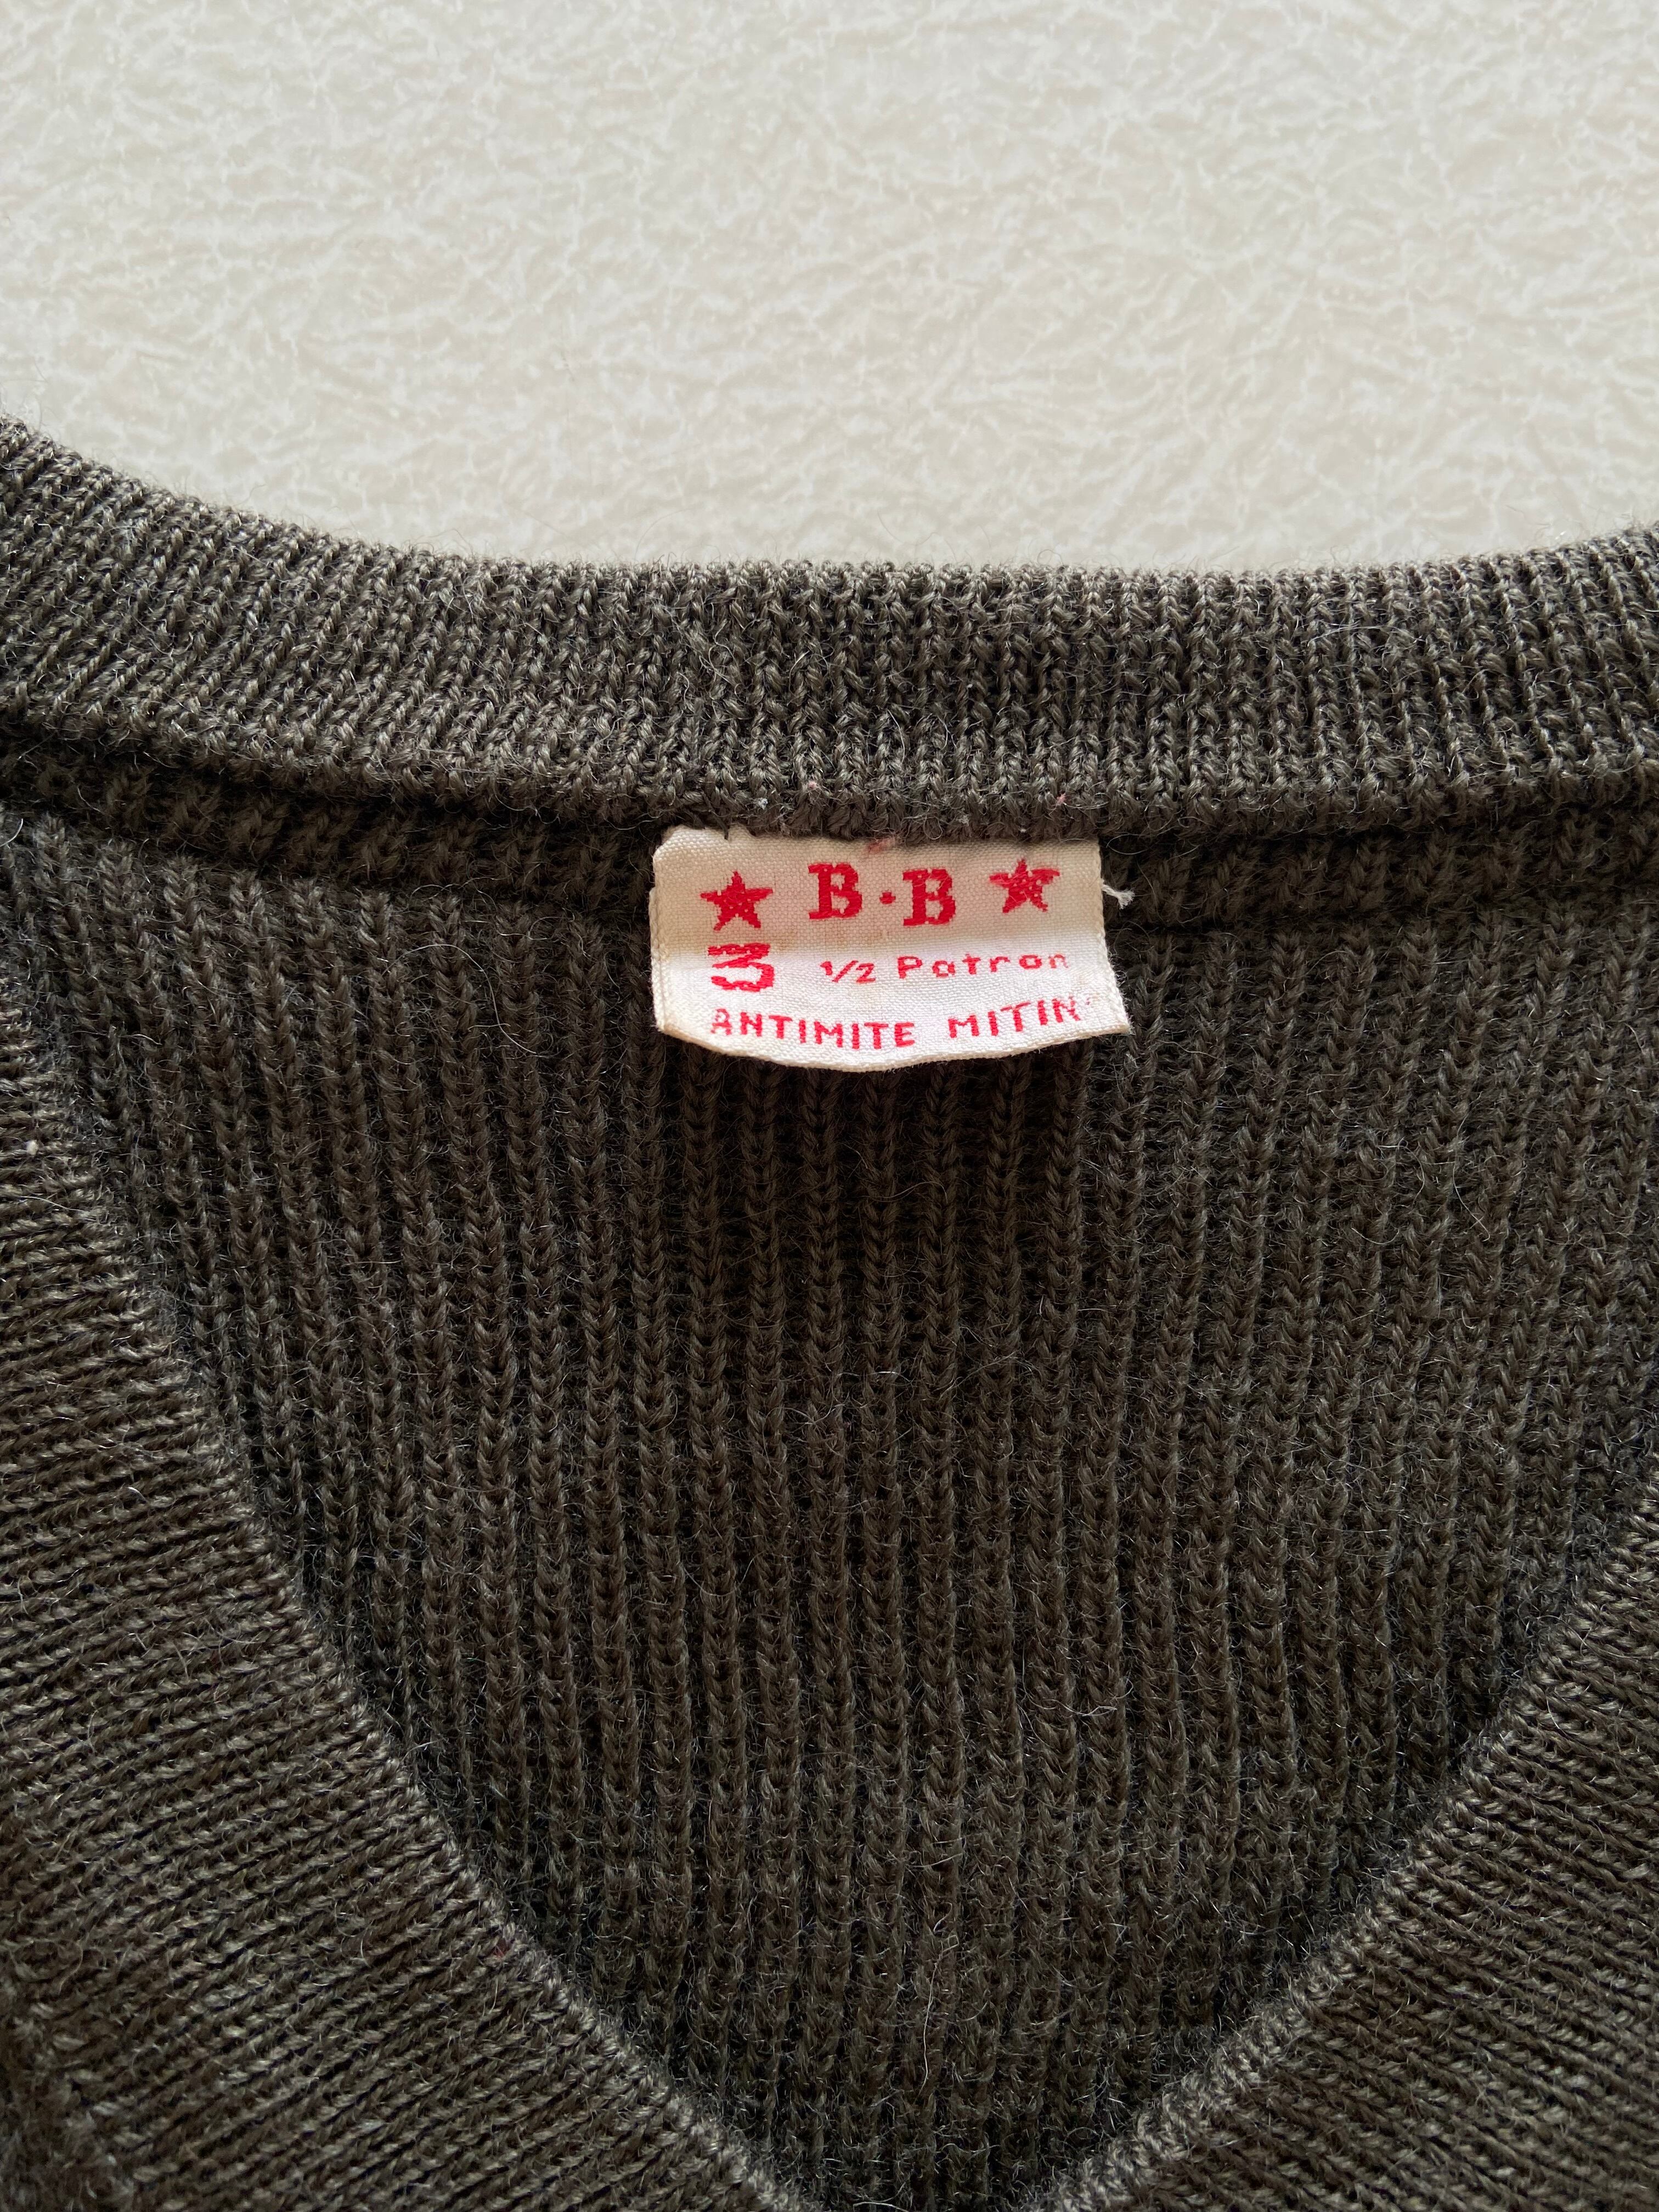 ★ B·B ★
3 1/2 Patron
ANTIMITE MITIN